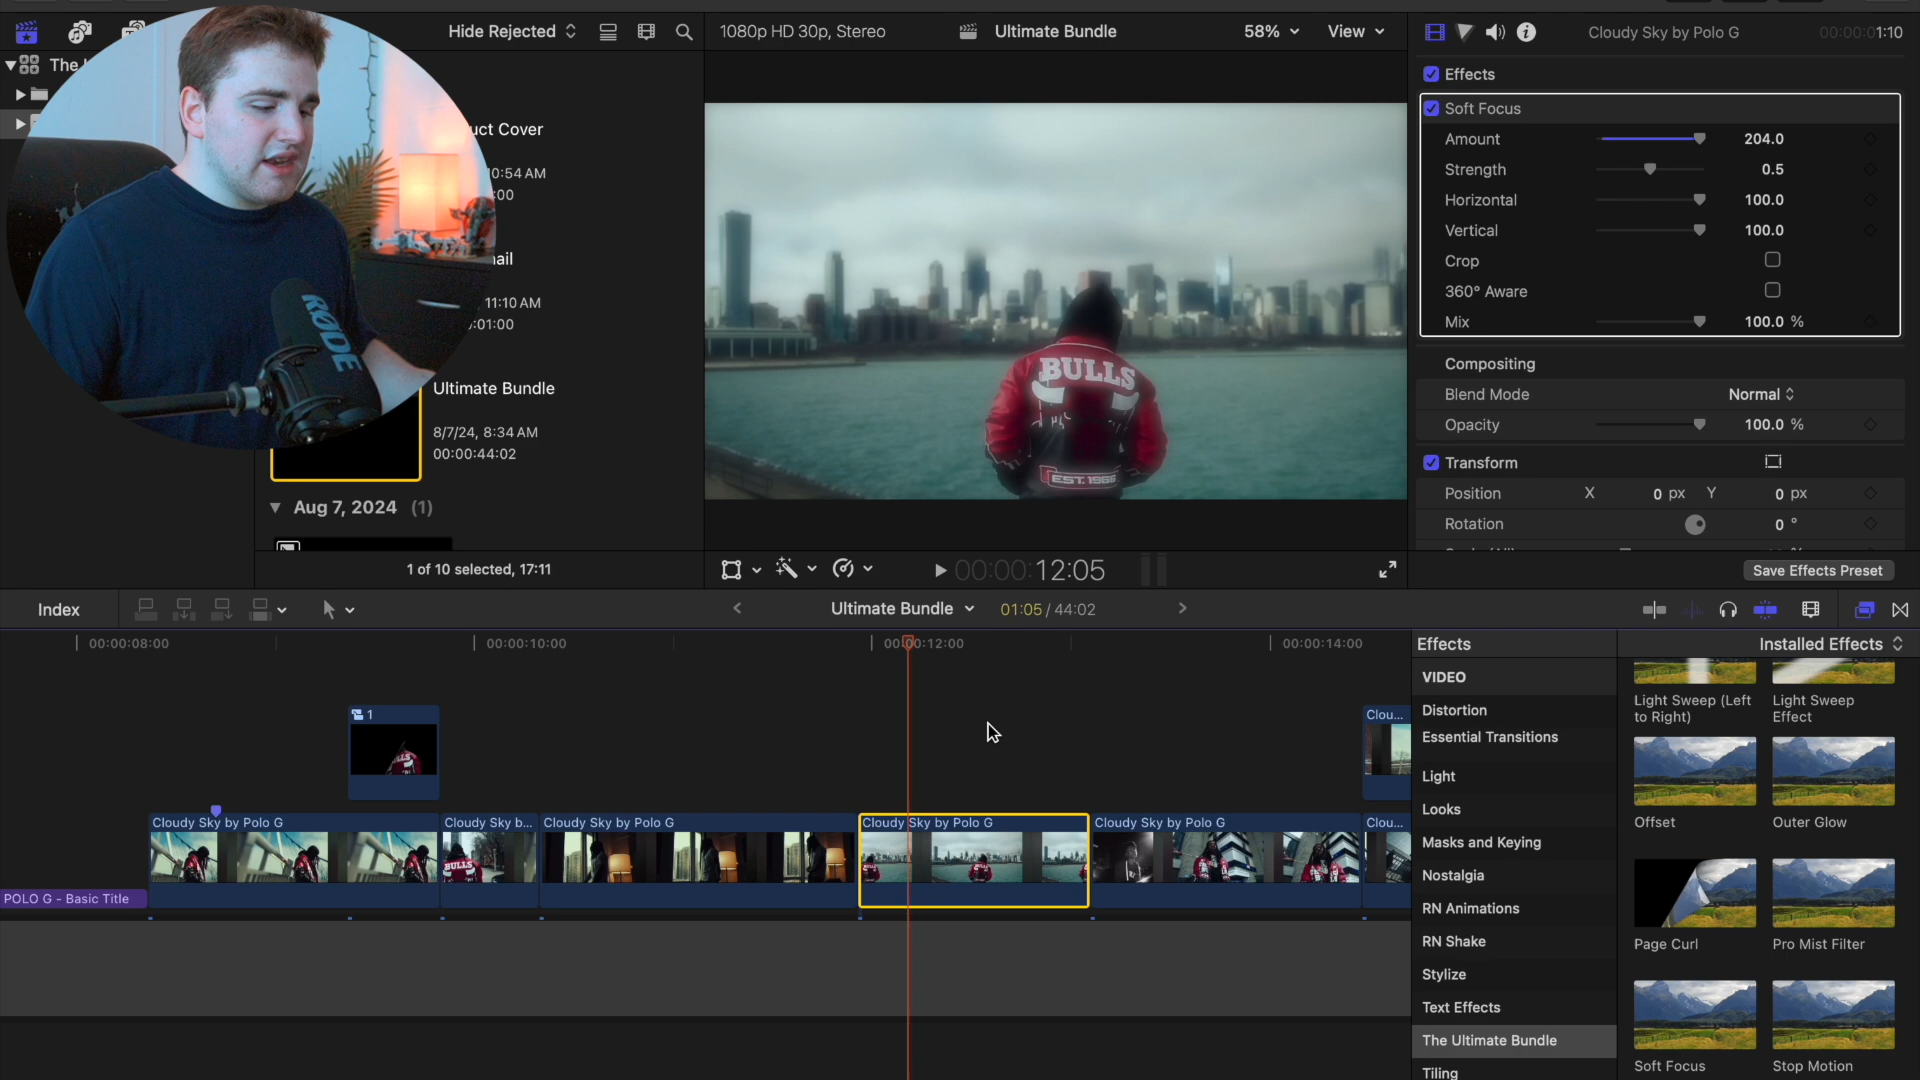 Hide Rejected
1080p HD 30p, Stereo
Ultimate Bundle
58%
View
Cloudy Sky by Polo G
00:00:01:10
The
uct Cover
0:54 AM
:00
ail
11:10 AM
:01:00
Ultimate Bundle
8/7/24, 8:34 AM
00:00:44:02
Aug 7, 2024 (1)
1 of 10 selected, 17:11
RØDE
BULLS
EST. 1966
00:00:12:05
Effects
Soft Focus
Amount 204.0
Strength 0.5
Horizontal 100.0
Vertical 100.0
Crop
360° Aware
Mix 100.0 %
Compositing
Blend Mode Normal
Opacity 100.0 %
Transform
Position X 0 px Y 0 px
Rotation 0 °
Save Effects Preset
Index
Ultimate Bundle
01:05 / 44:02
00:00:08:00
00:00:10:00
00:00:12:00
00:00:14:00
1
Clou...
Cloudy Sky by Polo G
Cloudy Sky b...
Cloudy Sky by Polo G
Cloudy Sky by Polo G
Cloudy Sky by Polo G
Clou...
BULLS
POLO G - Basic Title
Effects
Installed Effects
VIDEO
Distortion
Essential Transitions
Light
Looks
Masks and Keying
Nostalgia
RN Animations
RN Shake
Stylize
Text Effects
The Ultimate Bundle
Tiling
Light Sweep (Left
to Right)
Light Sweep
Effect
Offset
Outer Glow
Page Curl
Pro Mist Filter
Soft Focus
Stop Motion